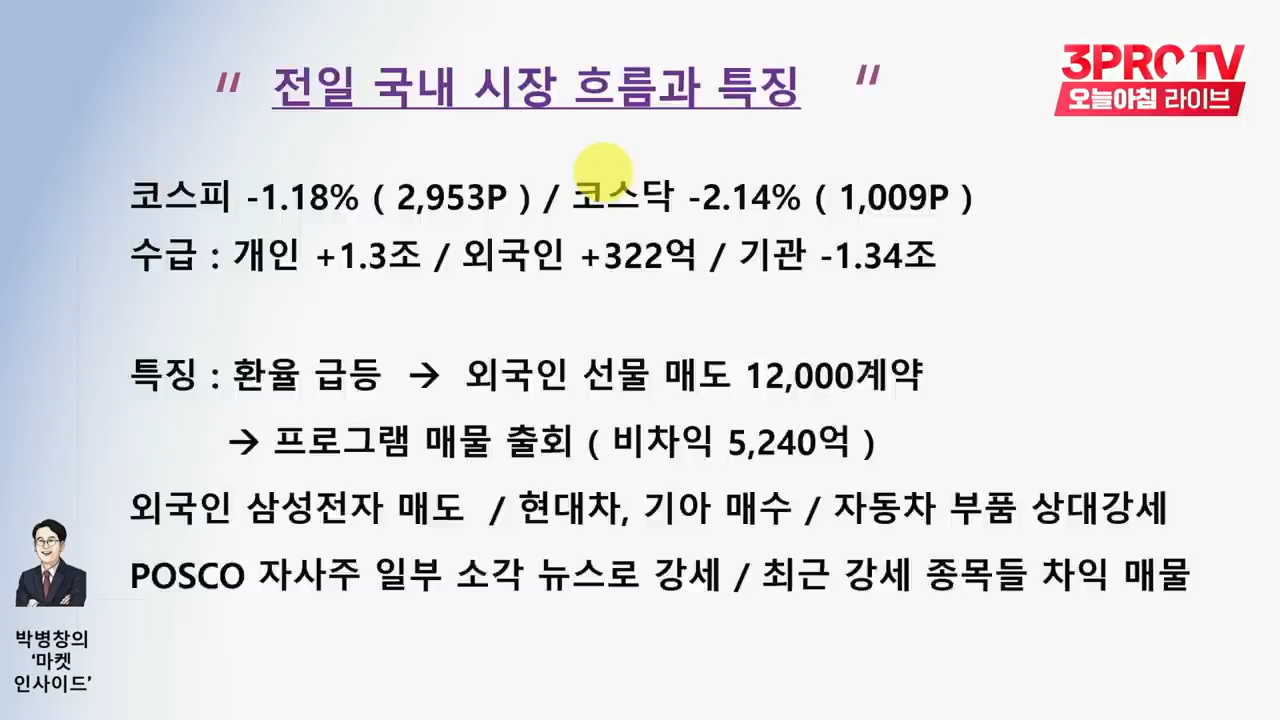 " 전일 국내 시장 흐름과 특징 "
3PRO TV
오늘아침 라이브
코스피 -1.18% ( 2,953P ) / 코스닥 -2.14% ( 1,009P )
수급 : 개인 +1.3조 / 외국인 +322억 / 기관 -1.34조
특징 : 환율 급등 → 외국인 선물 매도 12,000계약
→ 프로그램 매물 출회 ( 비차익 5,240억 )
외국인 삼성전자 매도 / 현대차, 기아 매수 / 자동차 부품 상대강세
POSCO 자사주 일부 소각 뉴스로 강세 / 최근 강세 종목들 차익 매물
박병창의
‘마켓
인사이드’